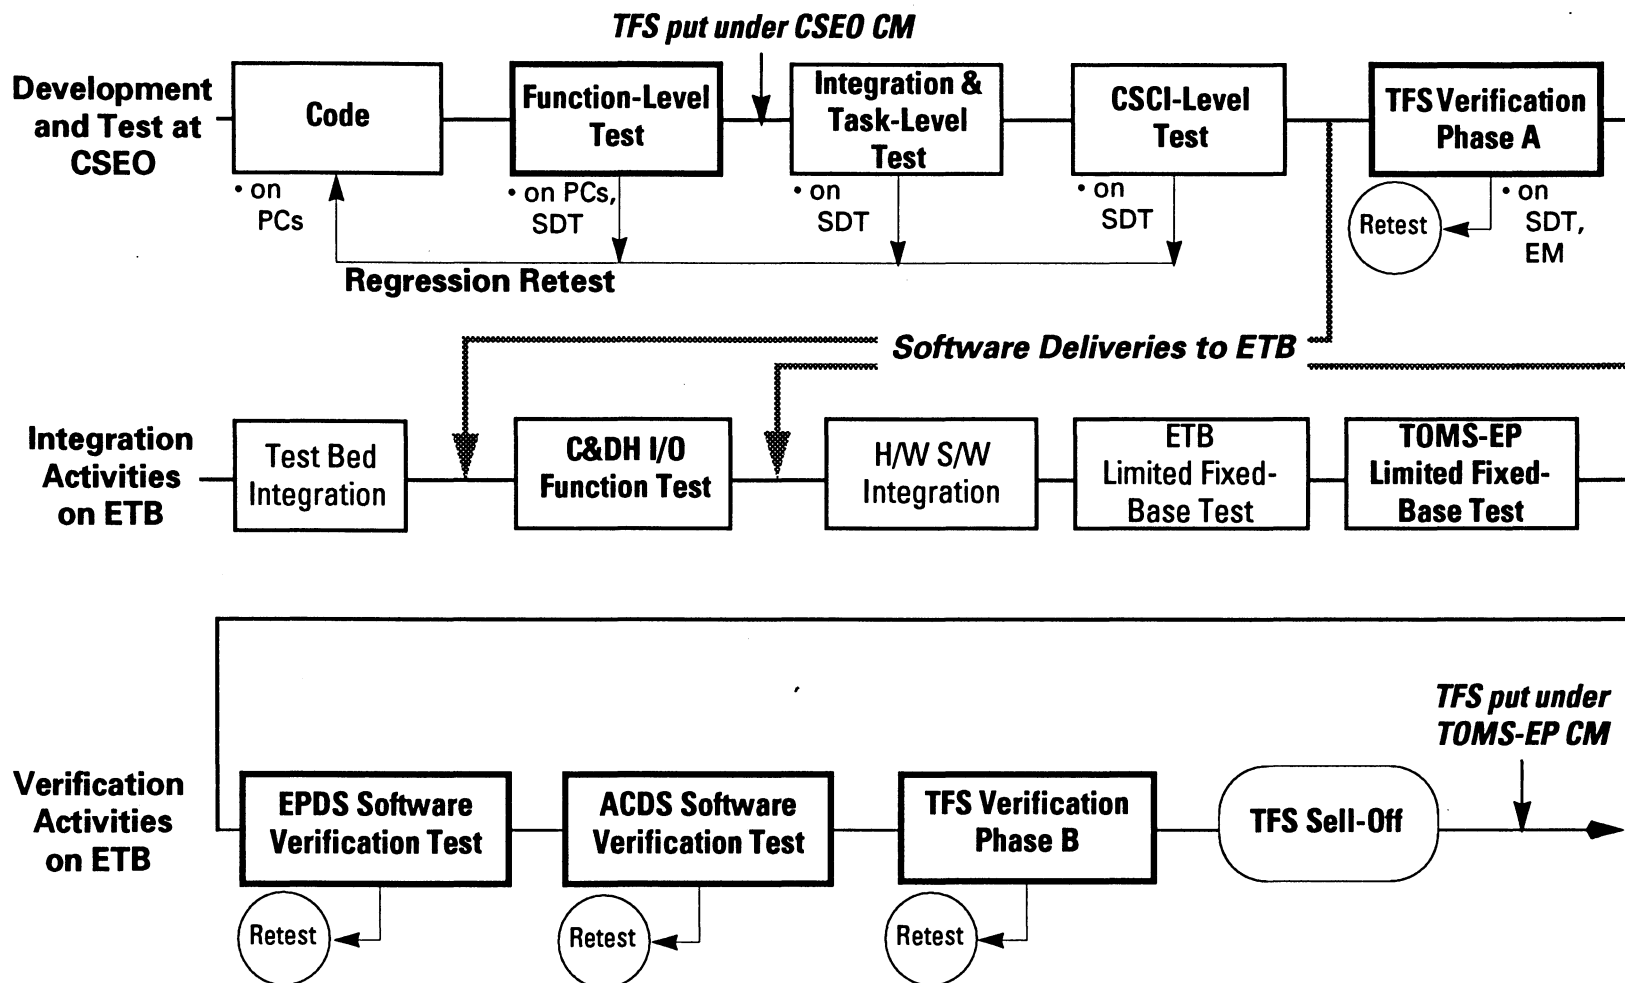 TFS put under CSEO CM
Development
and Test at
CSEO
Code
Function-Level
Test
Integration &
Task-Level
Test
CSCI-Level
Test
TFS Verification
Phase A
• on
PCs
• on PCs,
SDT
• on
SDT
• on
SDT
Retest
• on
SDT,
EM
Regression Retest
Software Deliveries to ETB
Integration
Activities
on ETB
Test Bed
Integration
C&DH I/O
Function Test
H/W S/W
Integration
ETB
Limited Fixed-
Base Test
TOMS-EP
Limited Fixed-
Base Test
TFS put under
TOMS-EP CM
Verification
Activities
on ETB
EPDS Software
Verification Test
ACDS Software
Verification Test
TFS Verification
Phase B
TFS Sell-Off
Retest
Retest
Retest